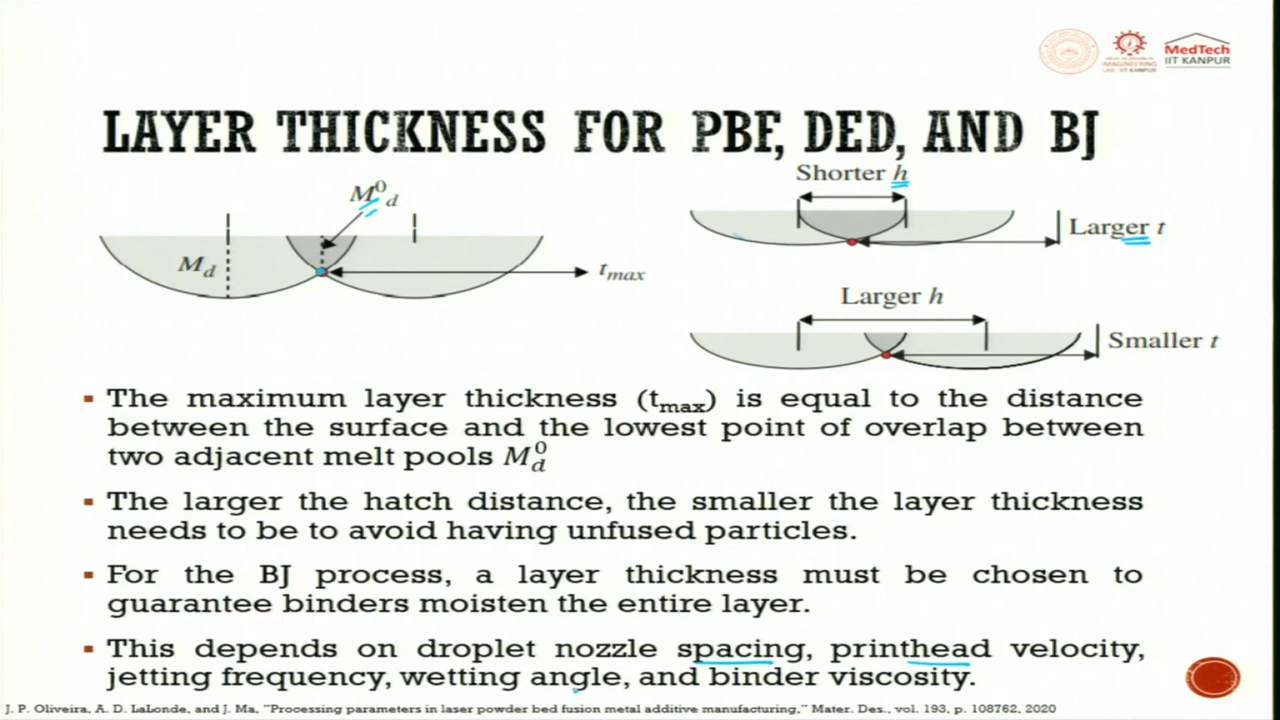 MedTech
IIT KANPUR
LAYER THICKNESS FOR PBF, DED, AND BJ
M⁰d
Md
tmax
Shorter h
Larger t
Larger h
Smaller t
▪ The maximum layer thickness (tmax) is equal to the distance
between the surface and the lowest point of overlap between
two adjacent melt pools M⁰d
▪ The larger the hatch distance, the smaller the layer thickness
needs to be to avoid having unfused particles.
▪ For the BJ process, a layer thickness must be chosen to
guarantee binders moisten the entire layer.
▪ This depends on droplet nozzle spacing, printhead velocity,
jetting frequency, wetting angle, and binder viscosity.
J. P. Oliveira, A. D. LaLonde, and J. Ma, "Processing parameters in laser powder bed fusion metal additive manufacturing," Mater. Des., vol. 193, p. 108762, 2020